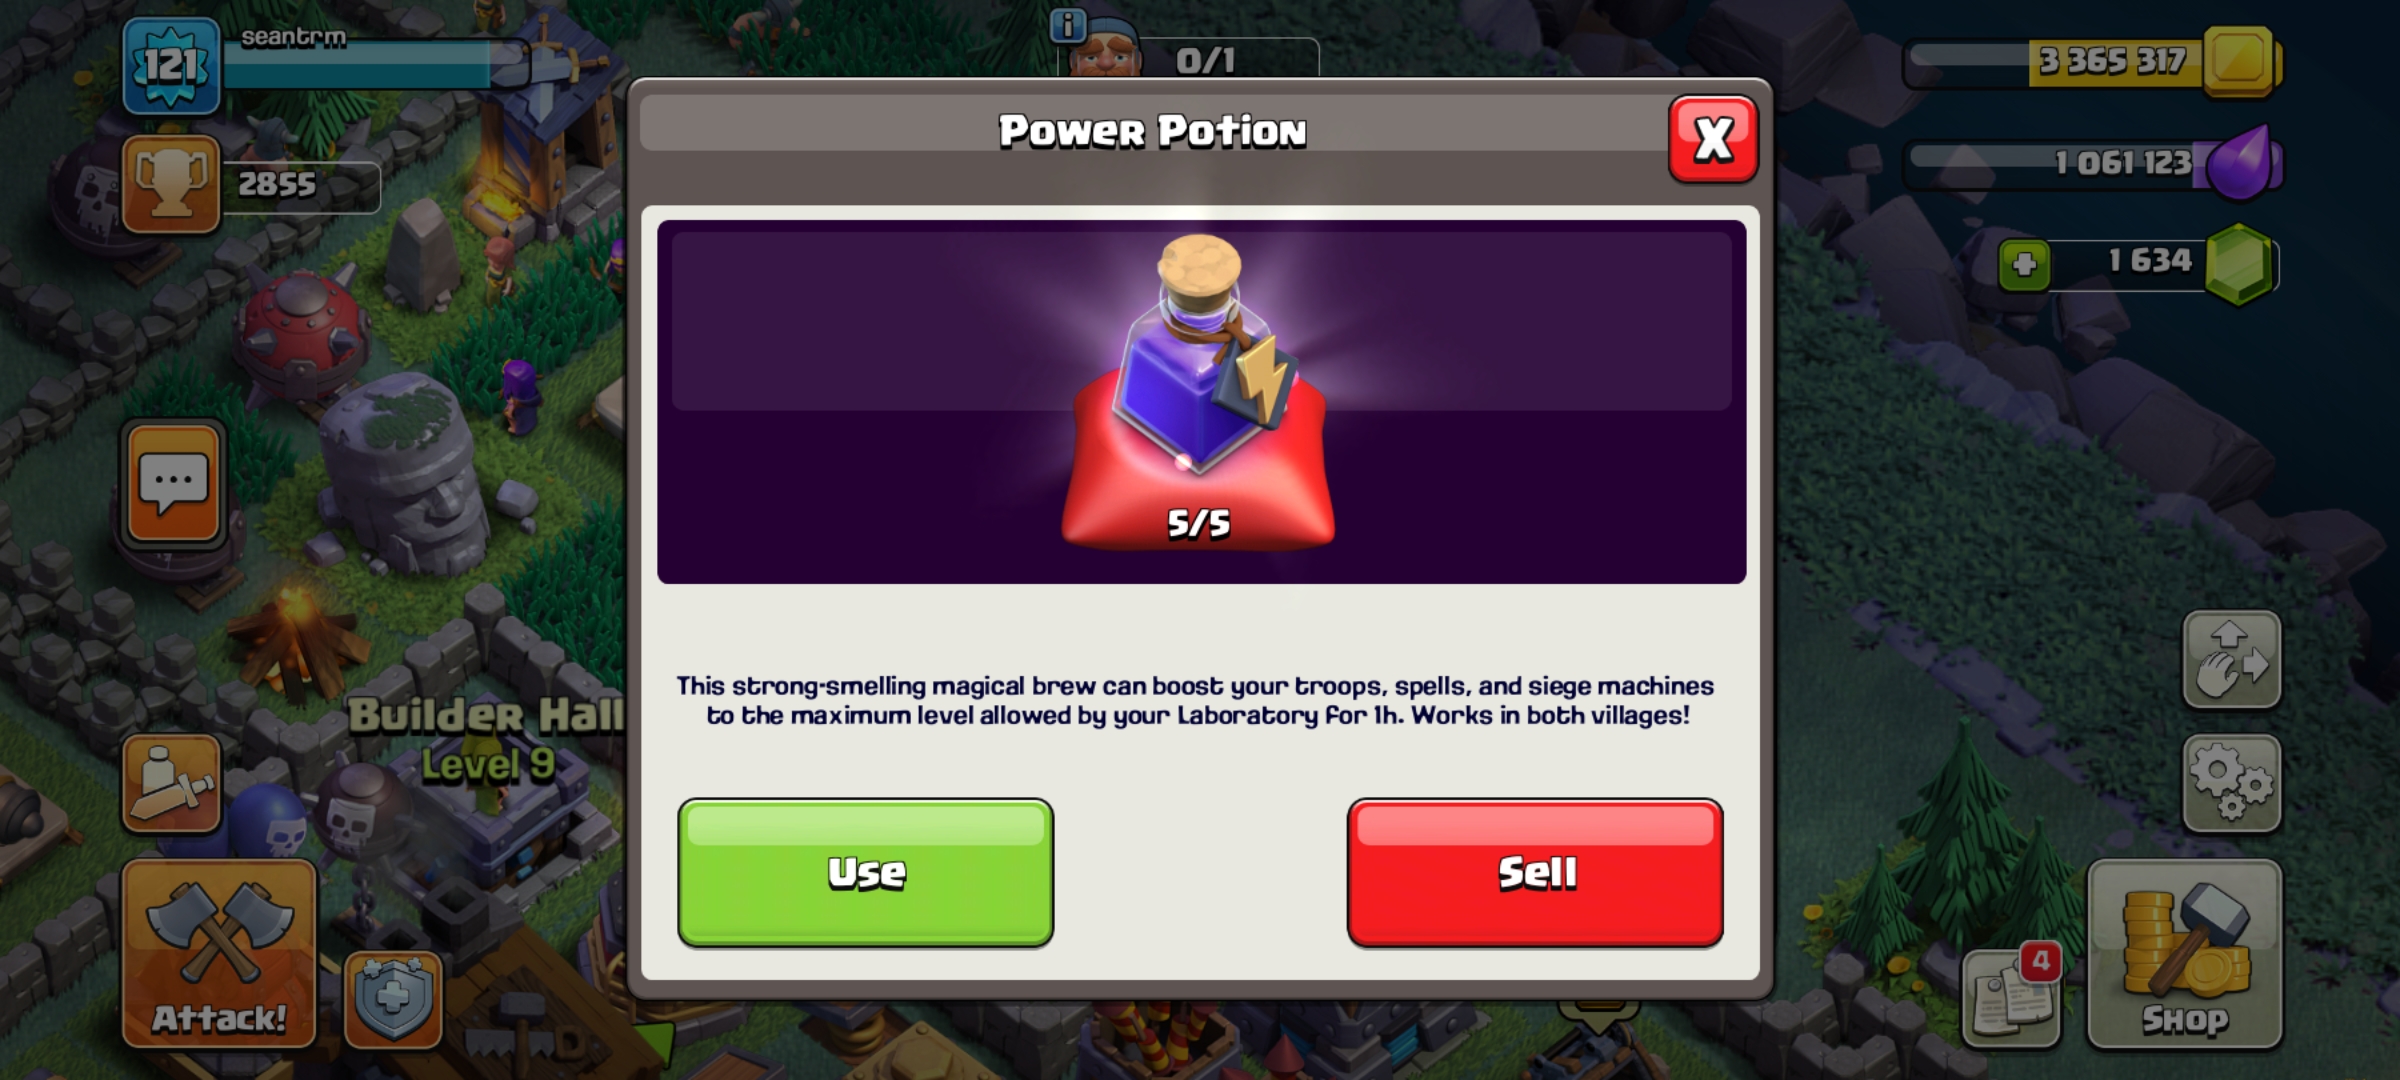 121
seantrm
i
0/1
3 365 317
2855
1 061 123
1 634
Power Potion
X
5/5
This strong-smelling magical brew can boost your troops, spells, and siege machines
to the maximum level allowed by your Laboratory for 1h. Works in both villages!
Builder Hall
Level 9
Use
Sell
Attack!
4
Shop